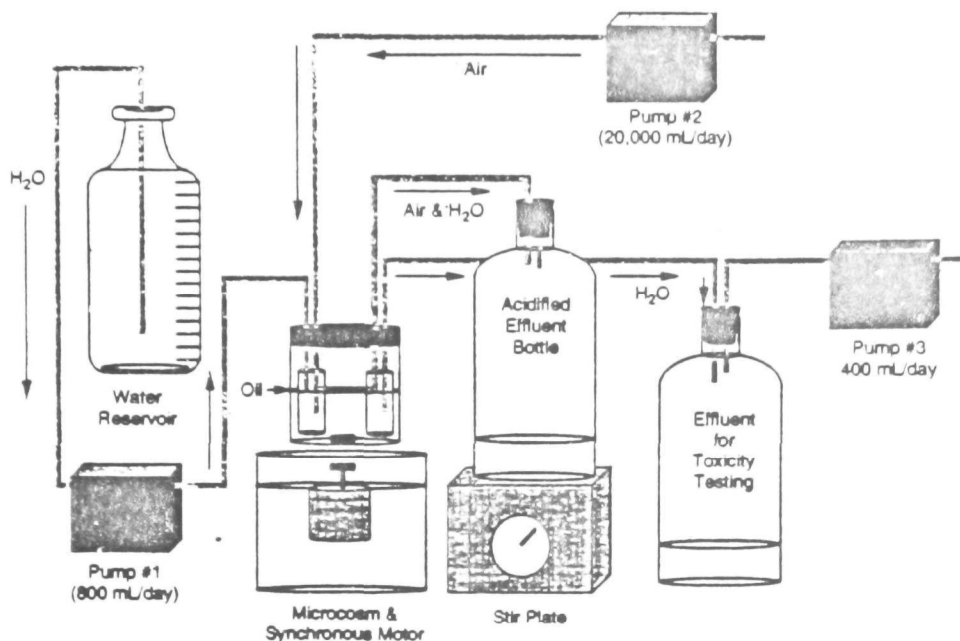 Air
Pump #2
(20,000 mL/day)
H₂O
Air & H₂O
H₂O
Acidified
Effluent
Bottle
Pump #3
400 mL/day
Oil
Water
Reservoir
Effluent
for
Toxicity
Testing
Pump #1
(800 mL/day)
Microcosm &
Synchronous Motor
Stir Plate